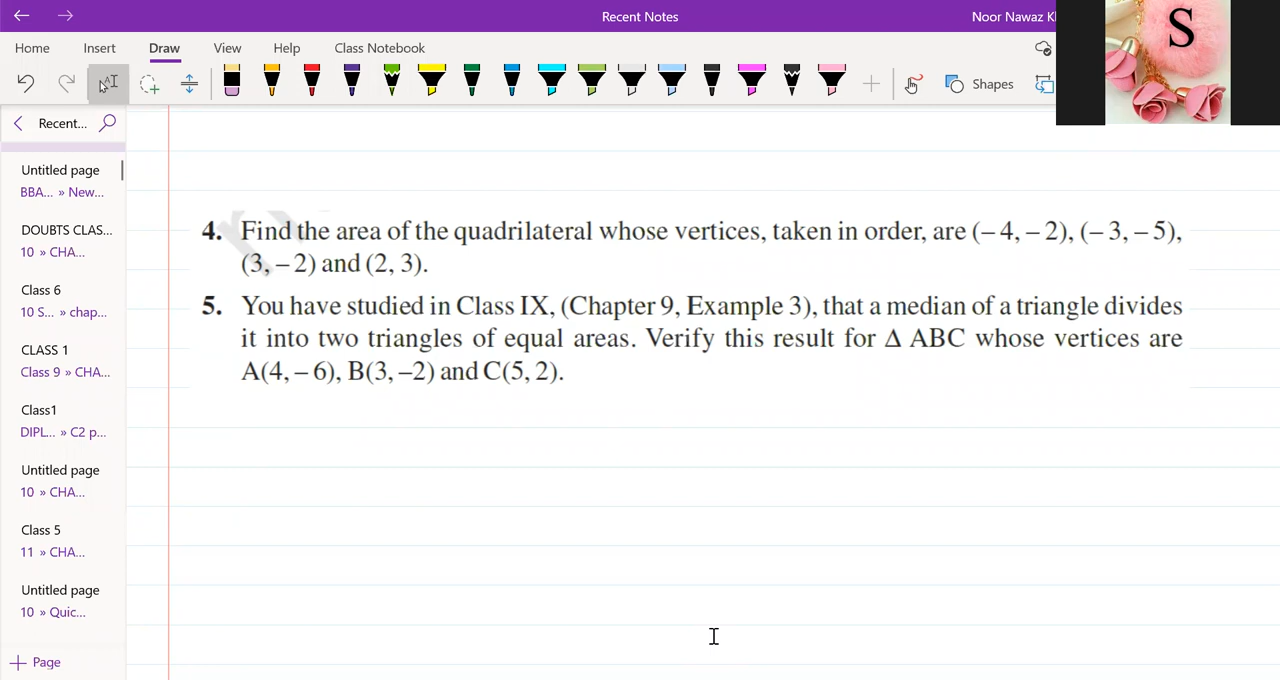 Recent Notes
Noor Nawaz
Home Insert Draw View Help Class Notebook
Shapes
Recent...
Untitled page
BBA... » New...
DOUBTS CLAS...
10 » CHA...
Class 6
10 S... » chap...
CLASS 1
Class 9 » CHA...
Class1
DIPL... » C2 p...
Untitled page
10 » CHA...
Class 5
11 » CHA...
Untitled page
10 » Quic...
+ Page
S
4. Find the area of the quadrilateral whose vertices, taken in order, are (– 4, – 2), (– 3, – 5),
(3, – 2) and (2, 3).
5. You have studied in Class IX, (Chapter 9, Example 3), that a median of a triangle divides
it into two triangles of equal areas. Verify this result for Δ ABC whose vertices are
A(4, – 6), B(3, –2) and C(5, 2).